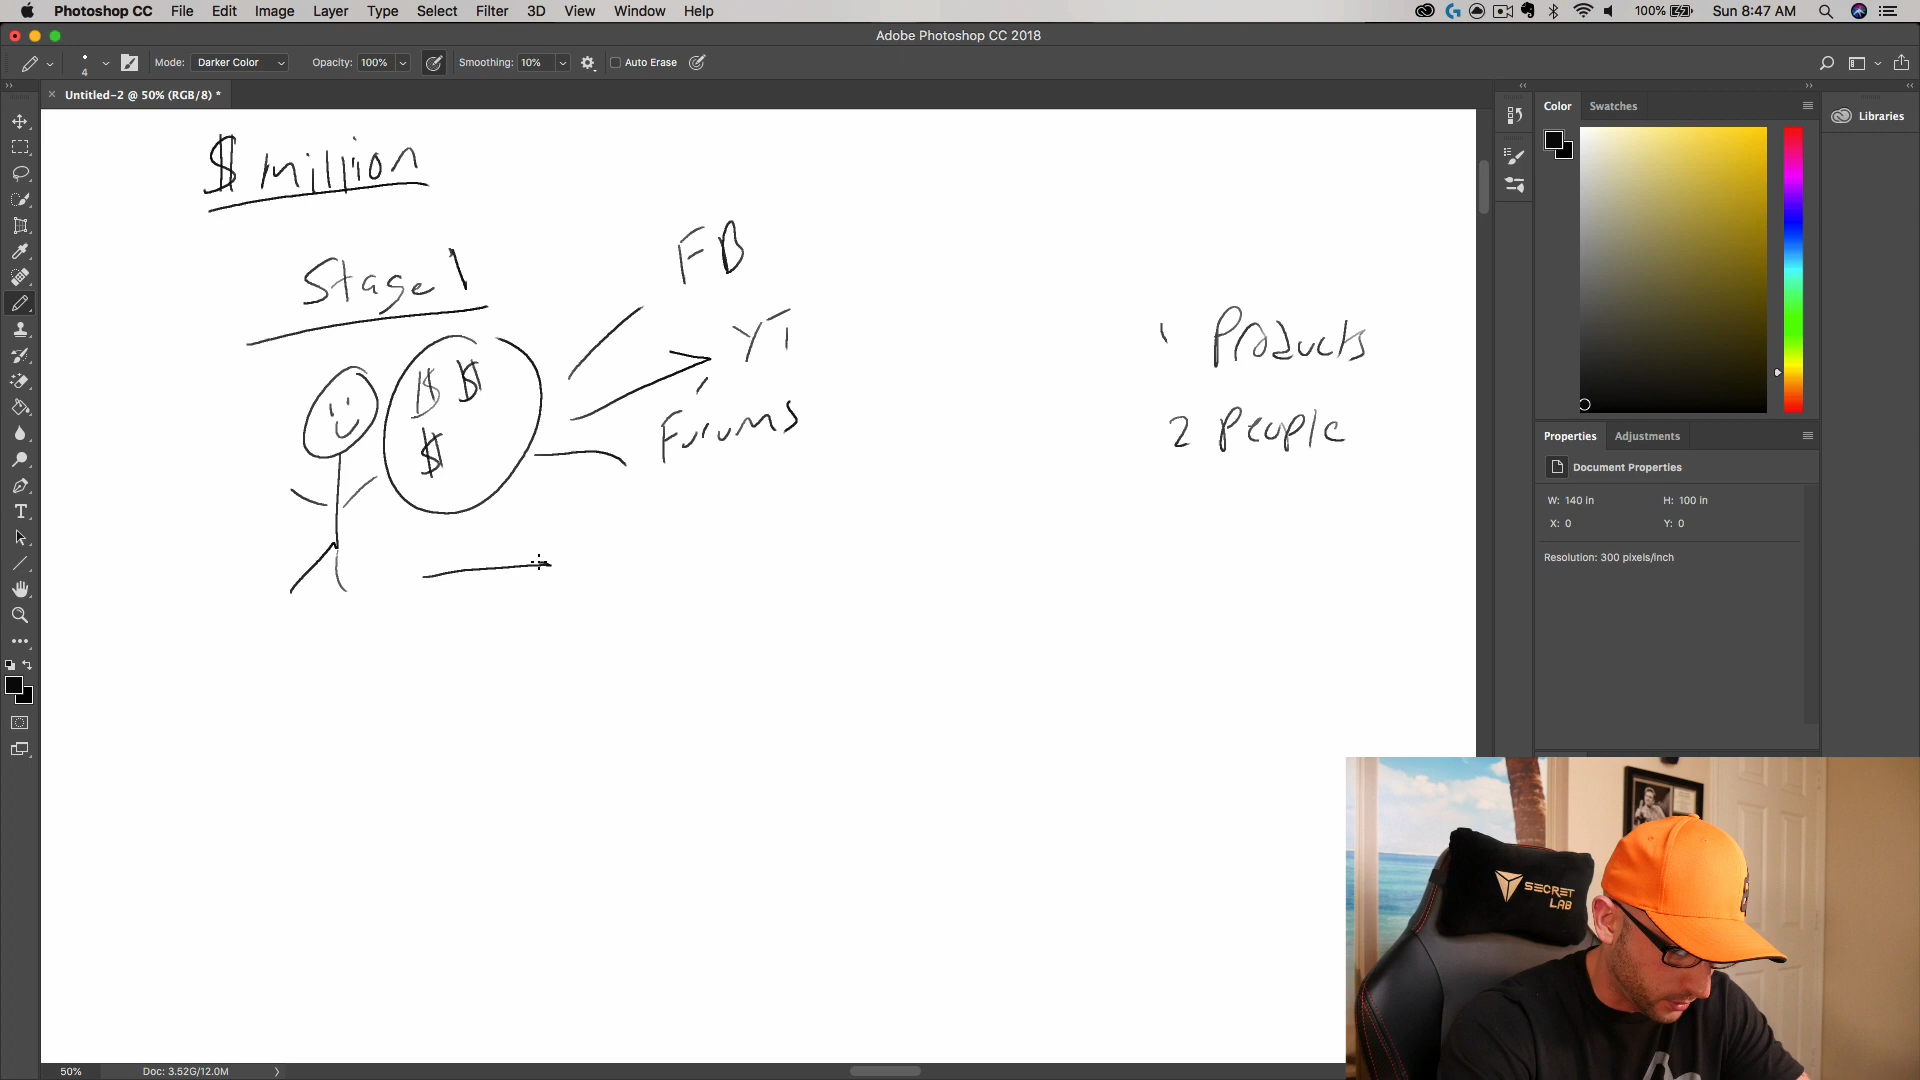 Photoshop CC File Edit Image Layer Type Select Filter 3D View Window Help 100% Sun 8:47 AM
Adobe Photoshop CC 2018
4 Mode: Darker Color Opacity: 100% Smoothing: 10% Auto Erase
× Untitled-2 @ 50% (RGB/8) *
Color Swatches
Libraries
$ million
Stage 1
FB
YT
Forums
$ $
$
1 Products
2 People
Properties Adjustments
Document Properties
W: 140 in H: 100 in
X: 0 Y: 0
Resolution: 300 pixels/inch
SECRET
LAB
50% Doc: 3.52G/12.0M